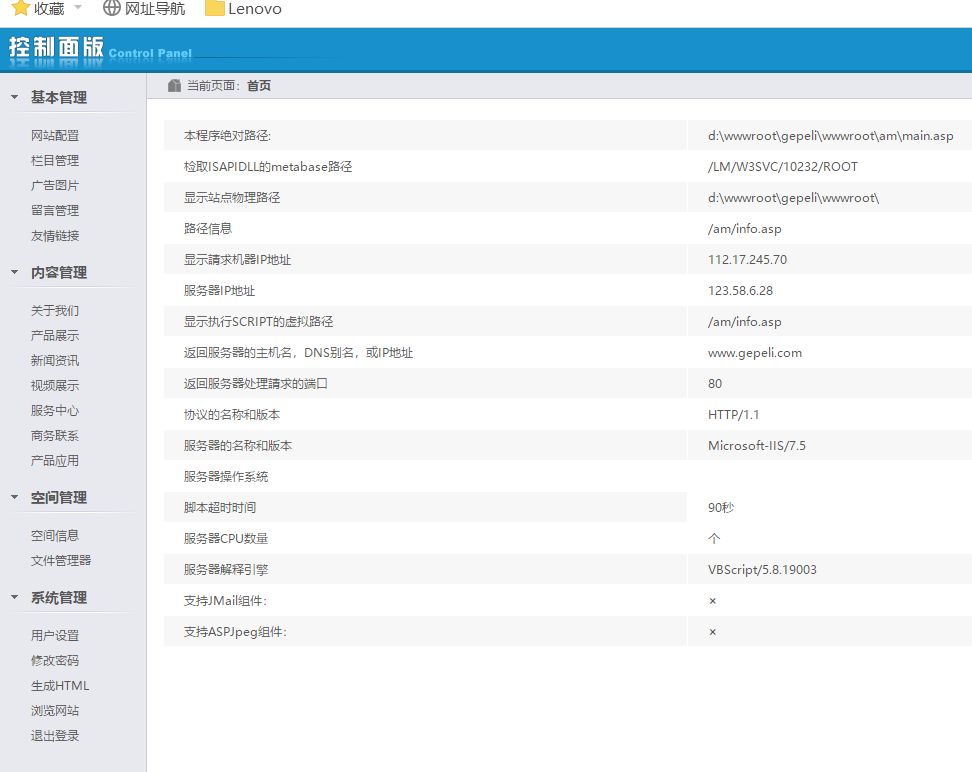 收藏 网址导航 Lenovo
控制面版 Control Panel
当前页面：首页
基本管理
网站配置
栏目管理
广告图片
留言管理
友情链接
内容管理
关于我们
产品展示
新闻资讯
视频展示
服务中心
商务联系
产品应用
空间管理
空间信息
文件管理器
系统管理
用户设置
修改密码
生成HTML
浏览网站
退出登录
本程序绝对路径: d:\wwwroot\gepeli\wwwroot\am\main.asp
检取ISAPIDLL的metabase路径 /LM/W3SVC/10232/ROOT
显示站点物理路径 d:\wwwroot\gepeli\wwwroot\
路径信息 /am/info.asp
显示請求机器IP地址 112.17.245.70
服务器IP地址 123.58.6.28
显示执行SCRIPT的虚拟路径 /am/info.asp
返回服务器的主机名，DNS别名，或IP地址 www.gepeli.com
返回服务器处理請求的端口 80
协议的名称和版本 HTTP/1.1
服务器的名称和版本 Microsoft-IIS/7.5
服务器操作系统
脚本超时时间 90秒
服务器CPU数量 个
服务器解释引擎 VBScript/5.8.19003
支持JMail组件： ×
支持ASPJpeg组件： ×